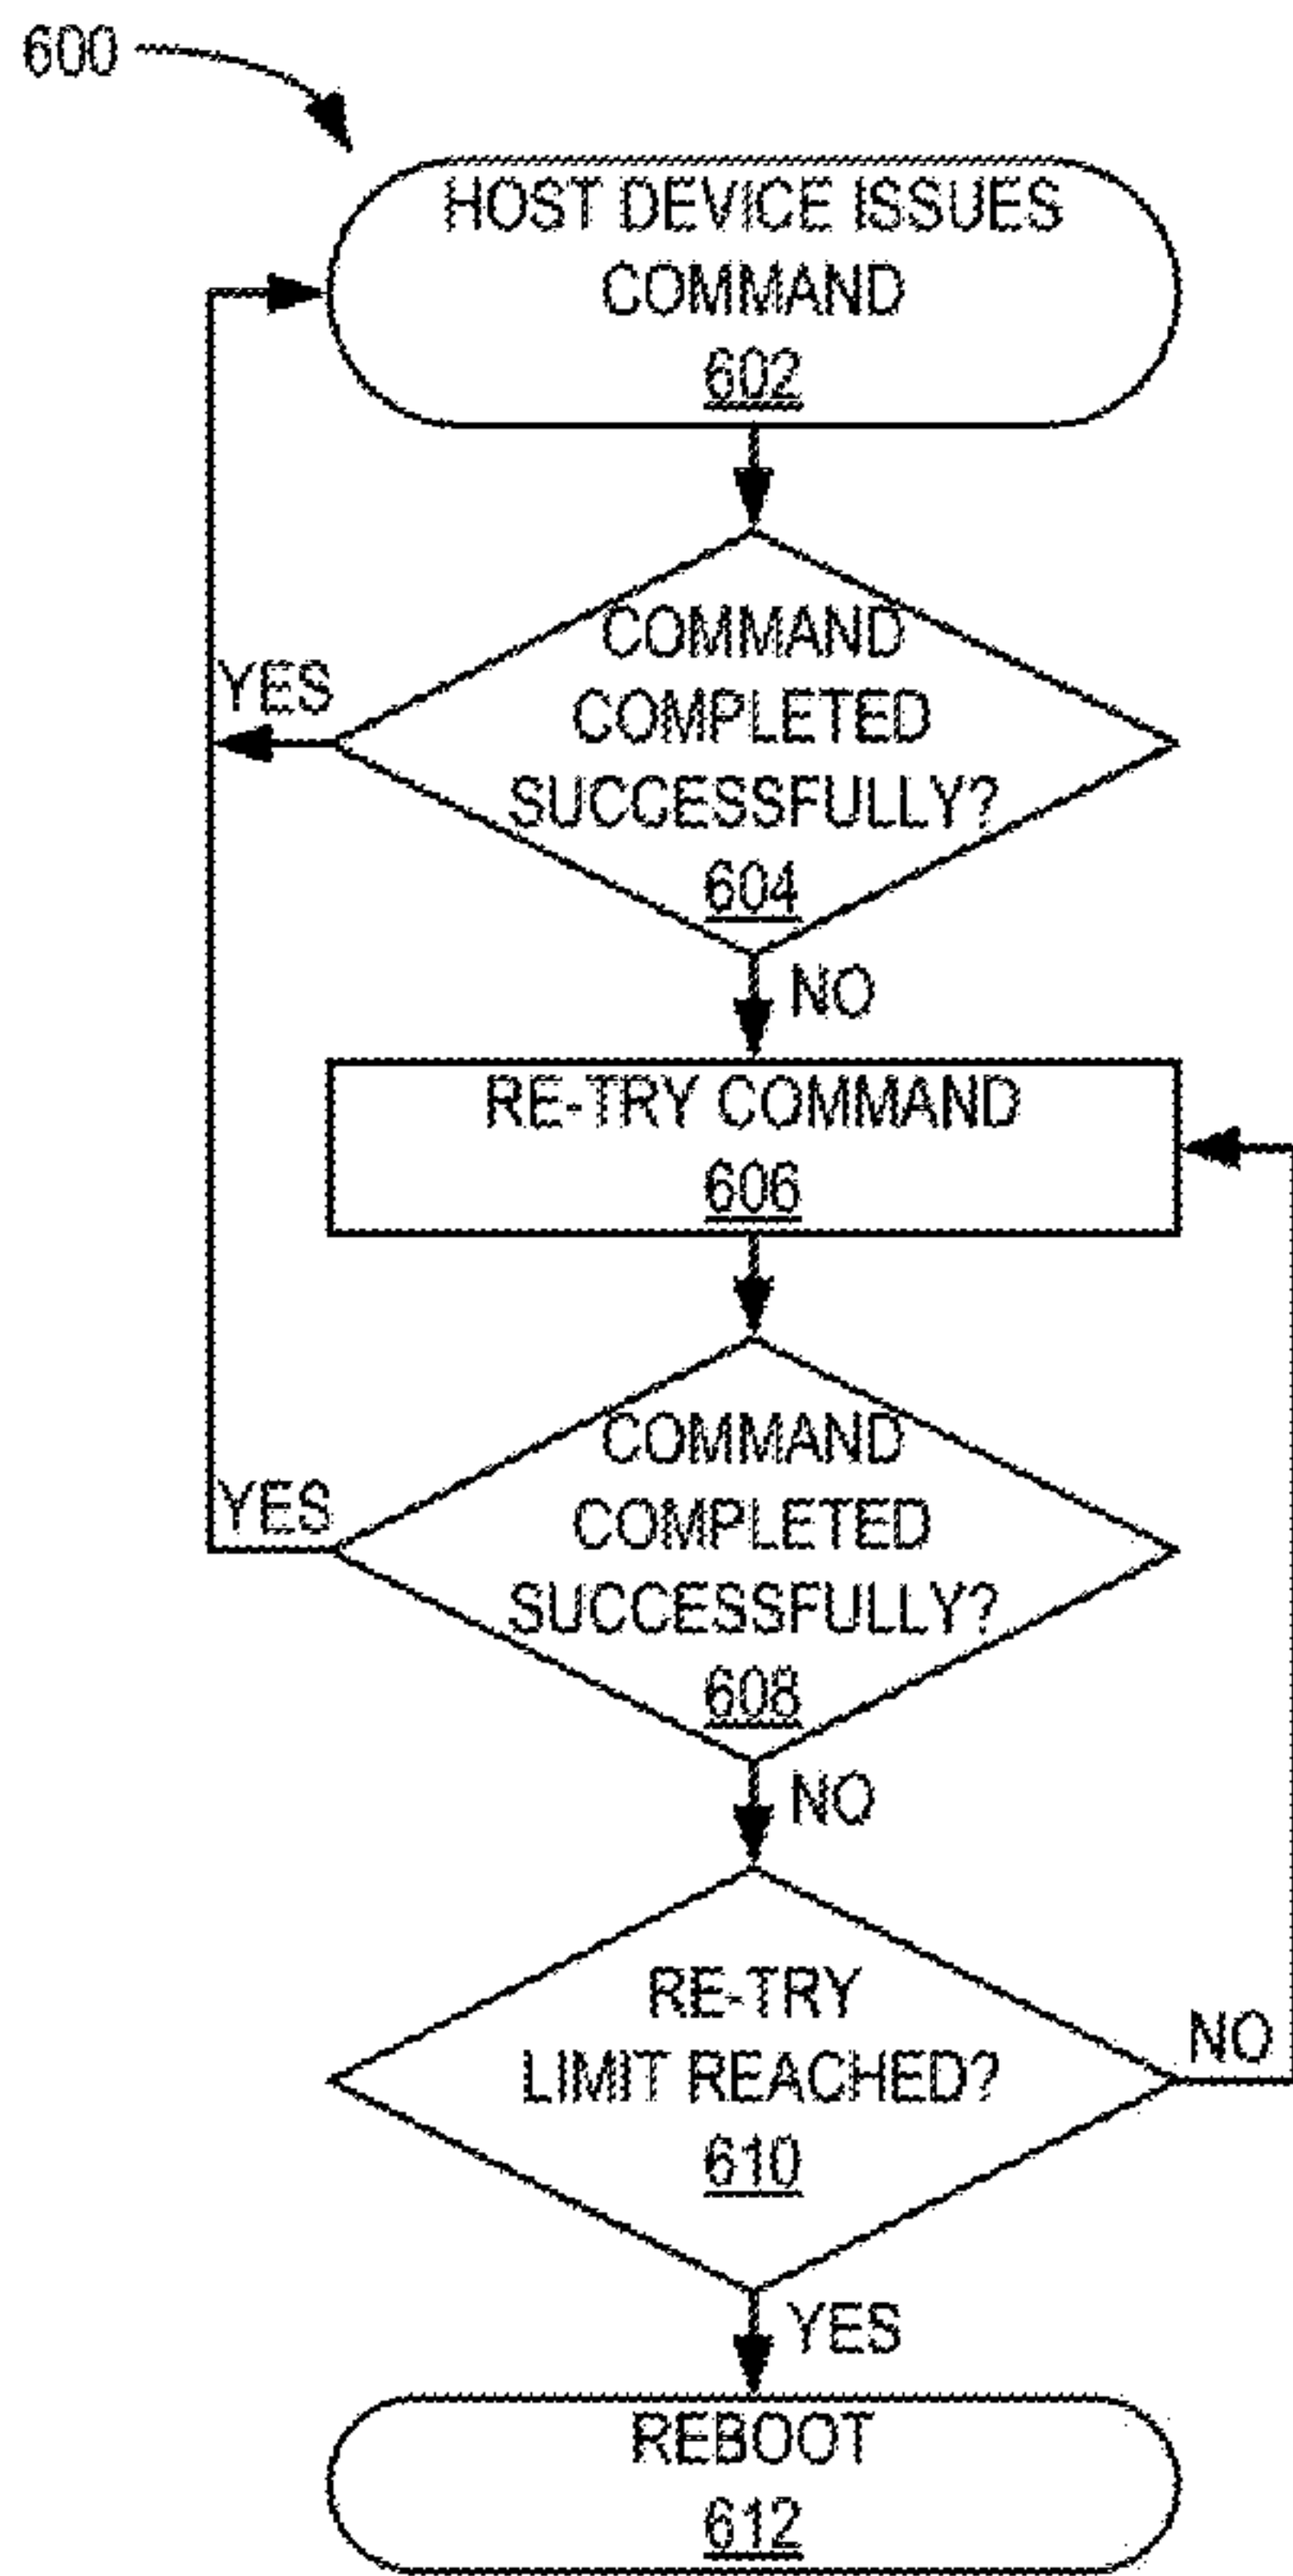 600
HOST DEVICE ISSUES
COMMAND
602
COMMAND
COMPLETED
SUCCESSFULLY?
604
YES
NO
RE-TRY COMMAND
606
COMMAND
COMPLETED
SUCCESSFULLY?
608
YES
NO
RE-TRY
LIMIT REACHED?
610
NO
YES
REBOOT
612